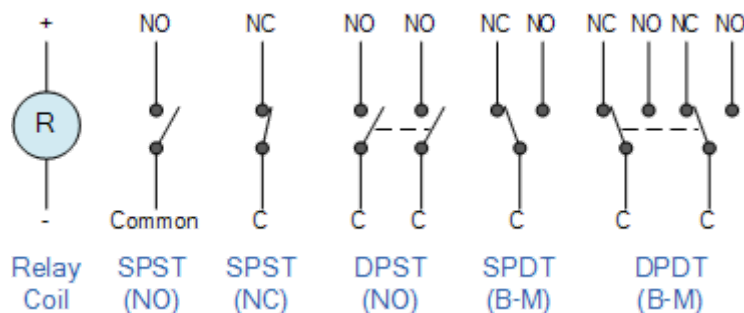 + NO NC NO NO NC NO NC NO NC NO
R
- Common C C C C C C
Relay SPST SPST DPST SPDT DPDT
Coil (NO) (NC) (NO) (B-M) (B-M)